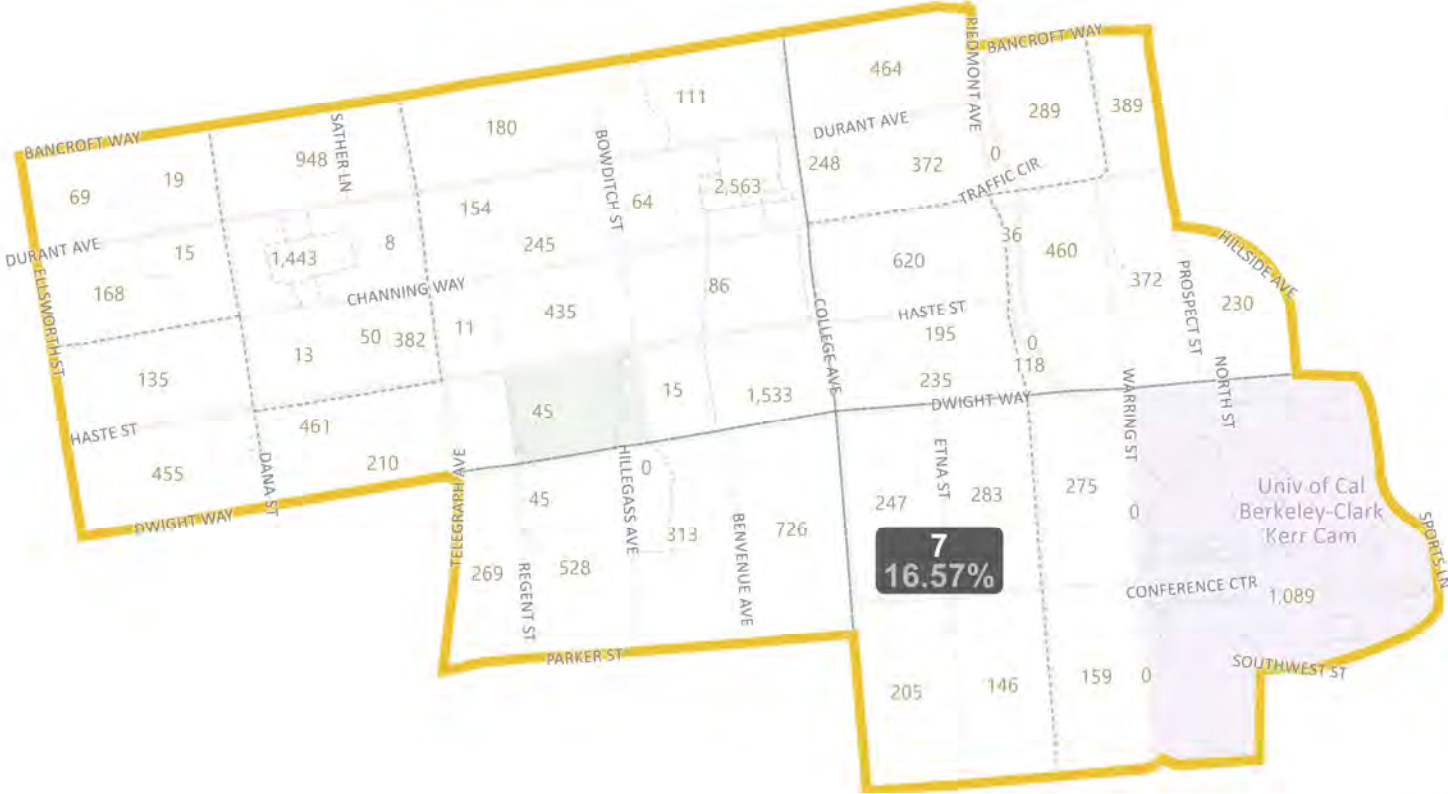 BANCROFT WAY
PIEDMONT AVE
464
111
289
389
DURANT AVE
180
SATHER LN
BANCROFT WAY
948
BOWDITCH ST
0
248
372
TRAFFIC CIR
19
69
2,563
64
154
DURANT AVE
15
8
245
36
460
HILLSIDE AVE
1,443
620
168
CHANNING WAY
86
372
PROSPECT ST
230
ELLSWORTH ST
435
HASTE ST
COLLEGE AVE
11
50
382
195
0
13
118
135
235
NORTH ST
WARRING ST
15
1,533
DWIGHT WAY
45
461
HASTE ST
210
455
DANA ST
TELEGRAPH AVE
HILLEGASS AVE
0
ETNA ST
275
Univ of Cal
Berkeley-Clark
Kerr Cam
45
247
283
0
SPORTS LN
DWIGHT WAY
313
BENVENUE AVE
726
7
16.57%
269
REGENT ST
528
CONFERENCE CTR
1,089
PARKER ST
SOUTHWEST ST
205
146
159
0